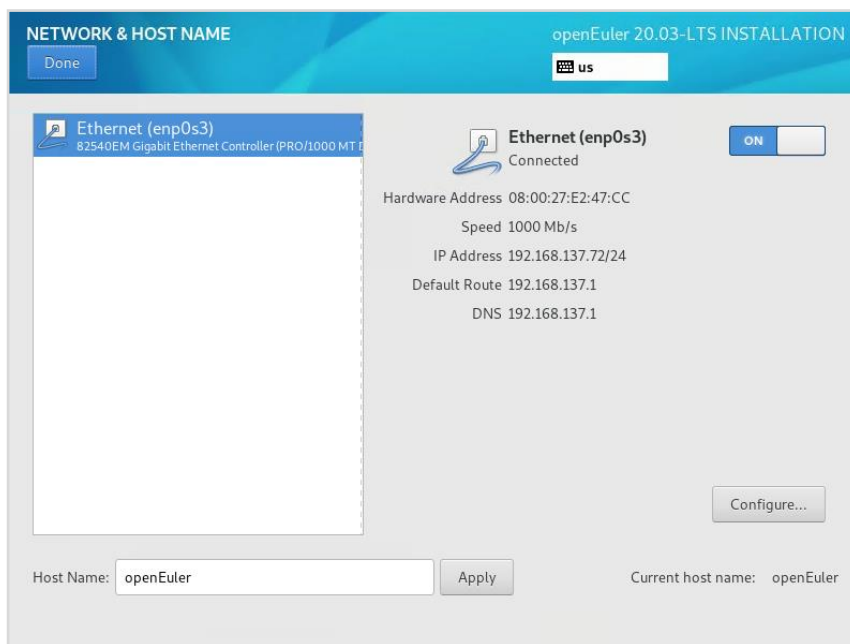 NETWORK & HOST NAME
openEuler 20.03-LTS INSTALLATION
Done
us
Ethernet (enp0s3)
82540EM Gigabit Ethernet Controller (PRO/1000 MT
Ethernet (enp0s3)
Connected
ON
Hardware Address 08:00:27:E2:47:CC
Speed 1000 Mb/s
IP Address 192.168.137.72/24
Default Route 192.168.137.1
DNS 192.168.137.1
Configure...
Host Name: openEuler Apply Current host name: openEuler